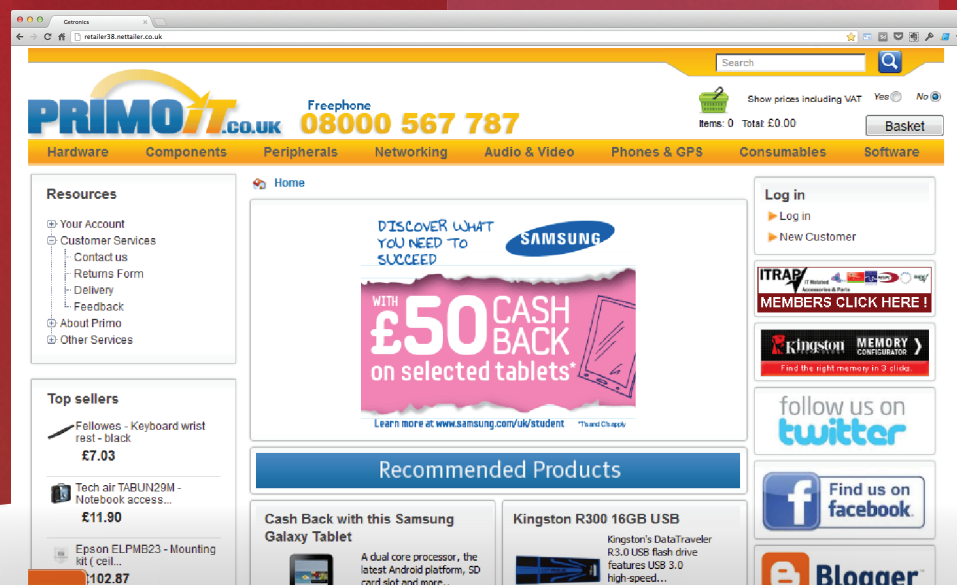 Getronics
retailer38.nettailer.co.uk
Search
PRIMOIT.CO.UK
Freephone
08000 567 787
Show prices including VAT Yes No
Items: 0 Total: £0.00
Basket
Hardware Components Peripherals Networking Audio & Video Phones & GPS Consumables Software
Resources
Your Account
Customer Services
Contact us
Returns Form
Delivery
Feedback
About Primo
Other Services
Top sellers
Fellowes - Keyboard wrist
rest - black
£7.03
Tech air TABUN29M -
Notebook access...
£11.90
Epson ELPMB23 - Mounting
kit ( ceil...
£102.87
Home
DISCOVER WHAT
YOU NEED TO
SUCCEED
SAMSUNG
WITH
£50 CASH
BACK
on selected tablets*
Learn more at www.samsung.com/uk/student *Ts and Cs apply
Recommended Products
Cash Back with this Samsung
Galaxy Tablet
A dual core processor, the
latest Android platform, SD
card slot and more...
Kingston R300 16GB USB
Kingston's DataTraveler
R3.0 USB flash drive
features USB 3.0
high-speed...
Log in
Log in
New Customer
ITRAP
IT Related
Accessories & Parts
MEMBERS CLICK HERE !
Kingston MEMORY
CONFIGURATOR
Find the right memory in 3 clicks.
follow us on
twitter
Find us on
facebook.
Blogger